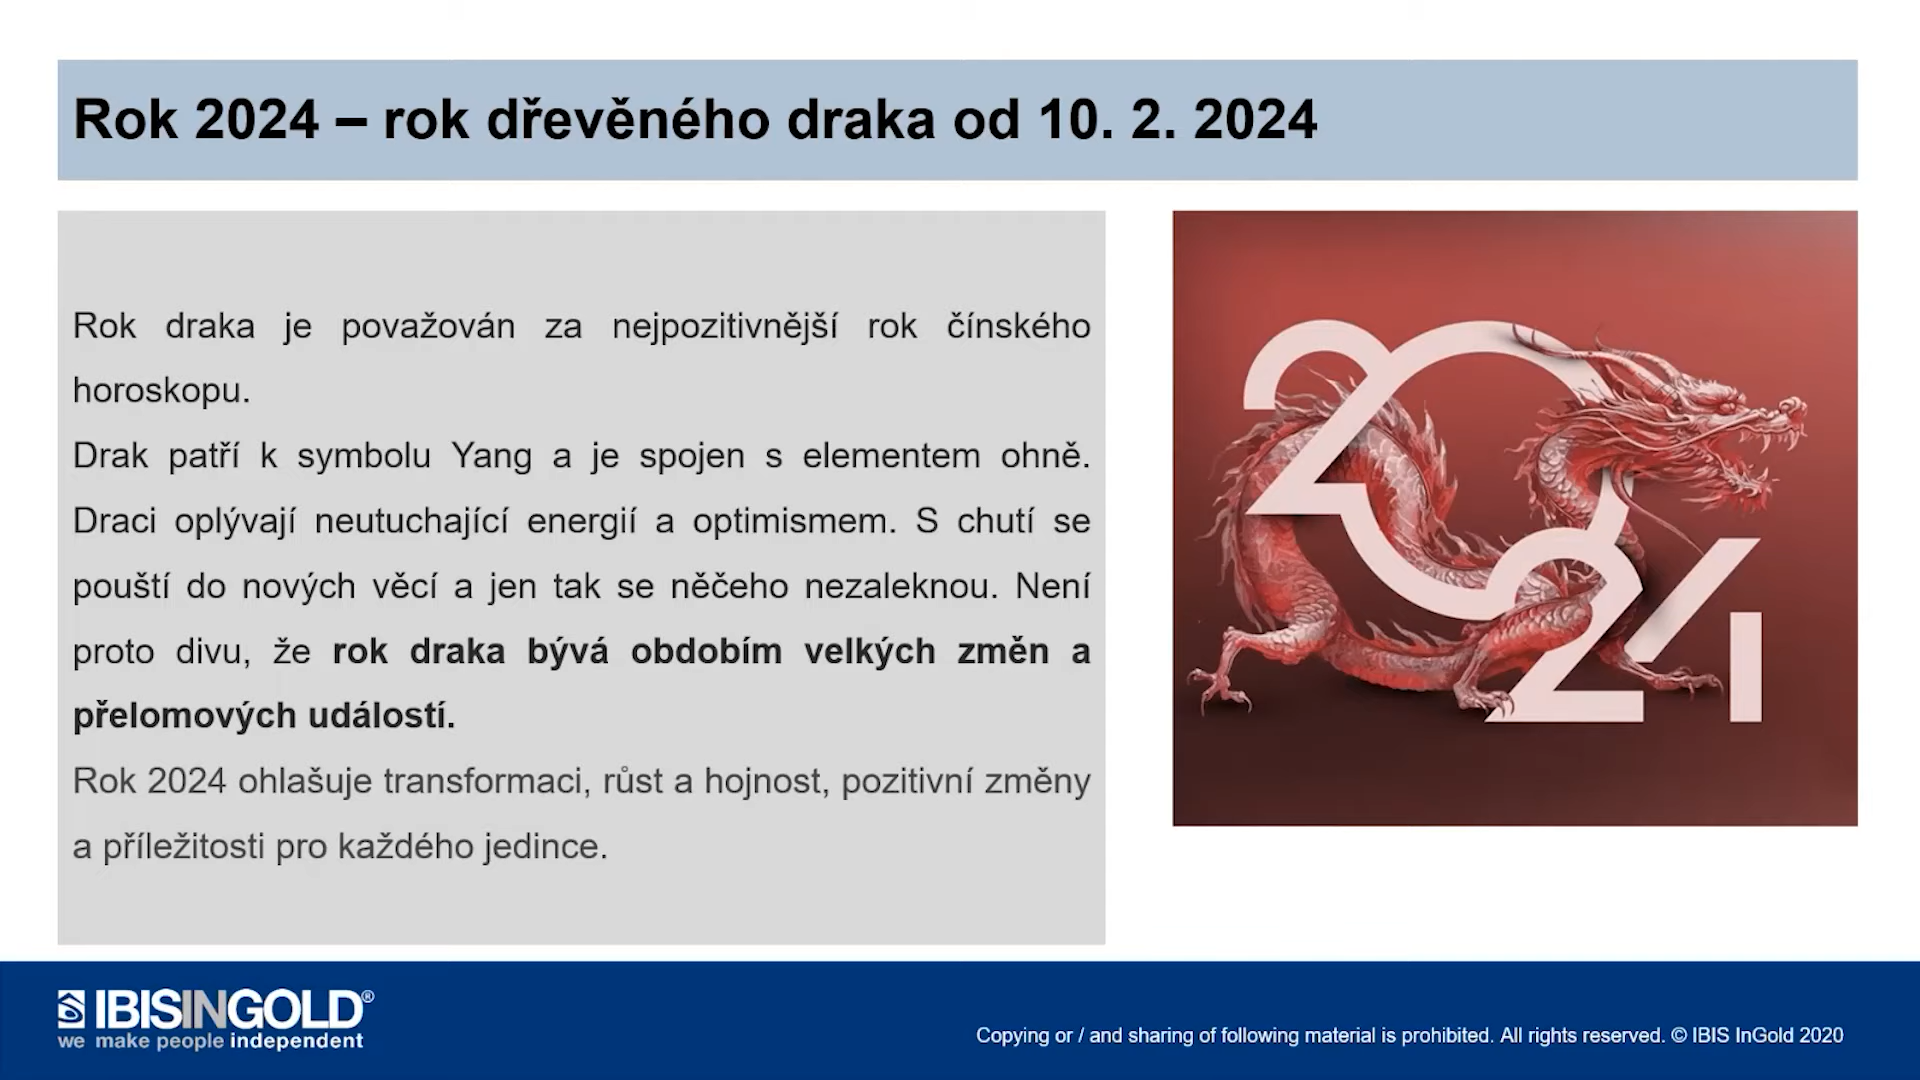 Rok 2024 – rok dřevěného draka od 10. 2. 2024
Rok draka je považován za nejpozitivnější rok čínského
horoskopu.
Drak patří k symbolu Yang a je spojen s elementem ohně.
Draci oplývají neutuchající energií a optimismem. S chutí se
pouští do nových věcí a jen tak se něčeho nezaleknou. Není
proto divu, že rok draka bývá obdobím velkých změn a
přelomových událostí.
Rok 2024 ohlašuje transformaci, růst a hojnost, pozitivní změny
a příležitosti pro každého jedince.
20
24
IBISINGOLD®
we make people independent
Copying or / and sharing of following material is prohibited. All rights reserved. © IBIS InGold 2020